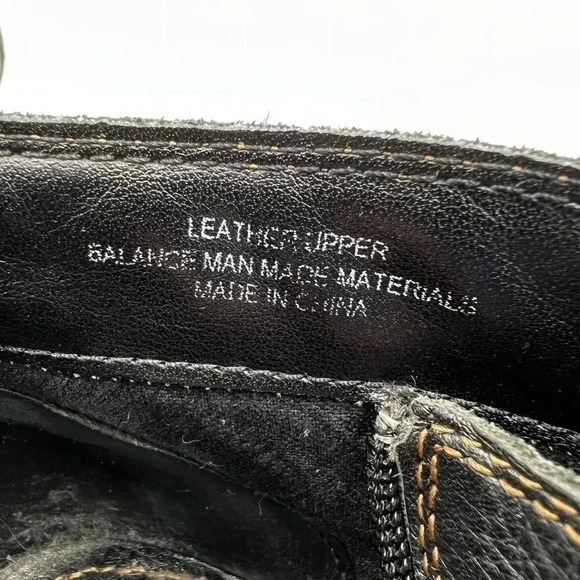 LEATHER UPPER
BALANCE MAN MADE MATERIALS
MADE IN CHINA